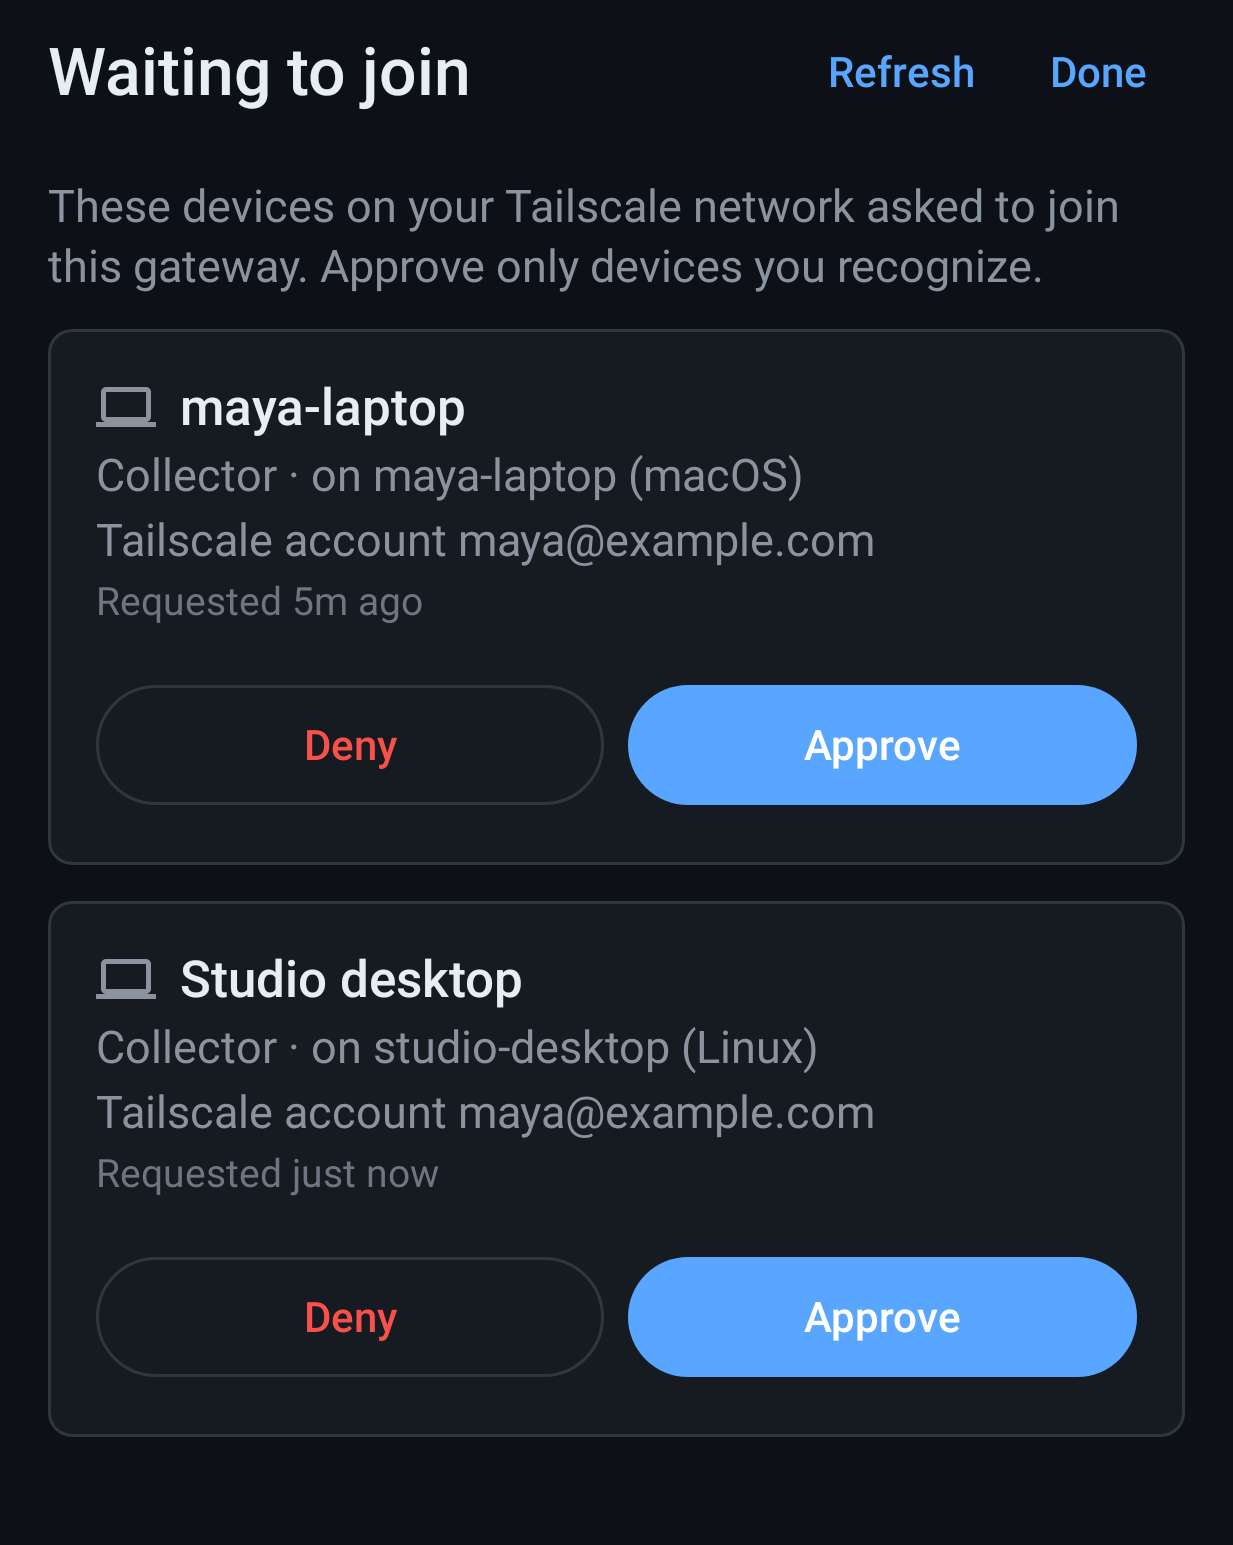 Waiting to join
Refresh
Done
These devices on your Tailscale network asked to join
this gateway. Approve only devices you recognize.
maya-laptop
Collector · on maya-laptop (macOS)
Tailscale account maya@example.com
Requested 5m ago
Deny
Approve
Studio desktop
Collector · on studio-desktop (Linux)
Tailscale account maya@example.com
Requested just now
Deny
Approve